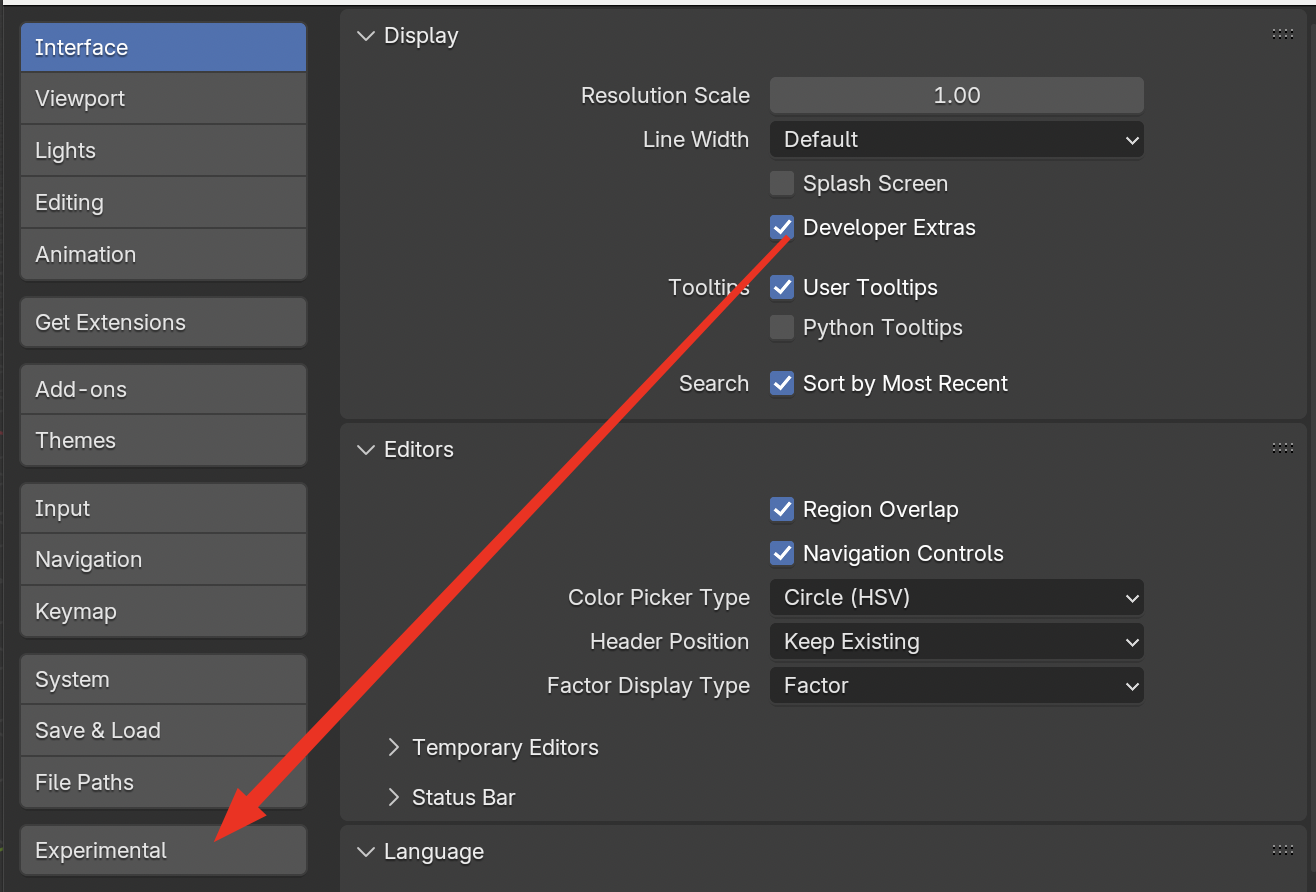 Interface
Viewport
Lights
Editing
Animation
Get Extensions
Add-ons
Themes
Input
Navigation
Keymap
System
Save & Load
File Paths
Experimental
Display
Resolution Scale 1.00
Line Width Default
Splash Screen
Developer Extras
Tooltips User Tooltips
Python Tooltips
Search Sort by Most Recent
Editors
Region Overlap
Navigation Controls
Color Picker Type Circle (HSV)
Header Position Keep Existing
Factor Display Type Factor
Temporary Editors
Status Bar
Language